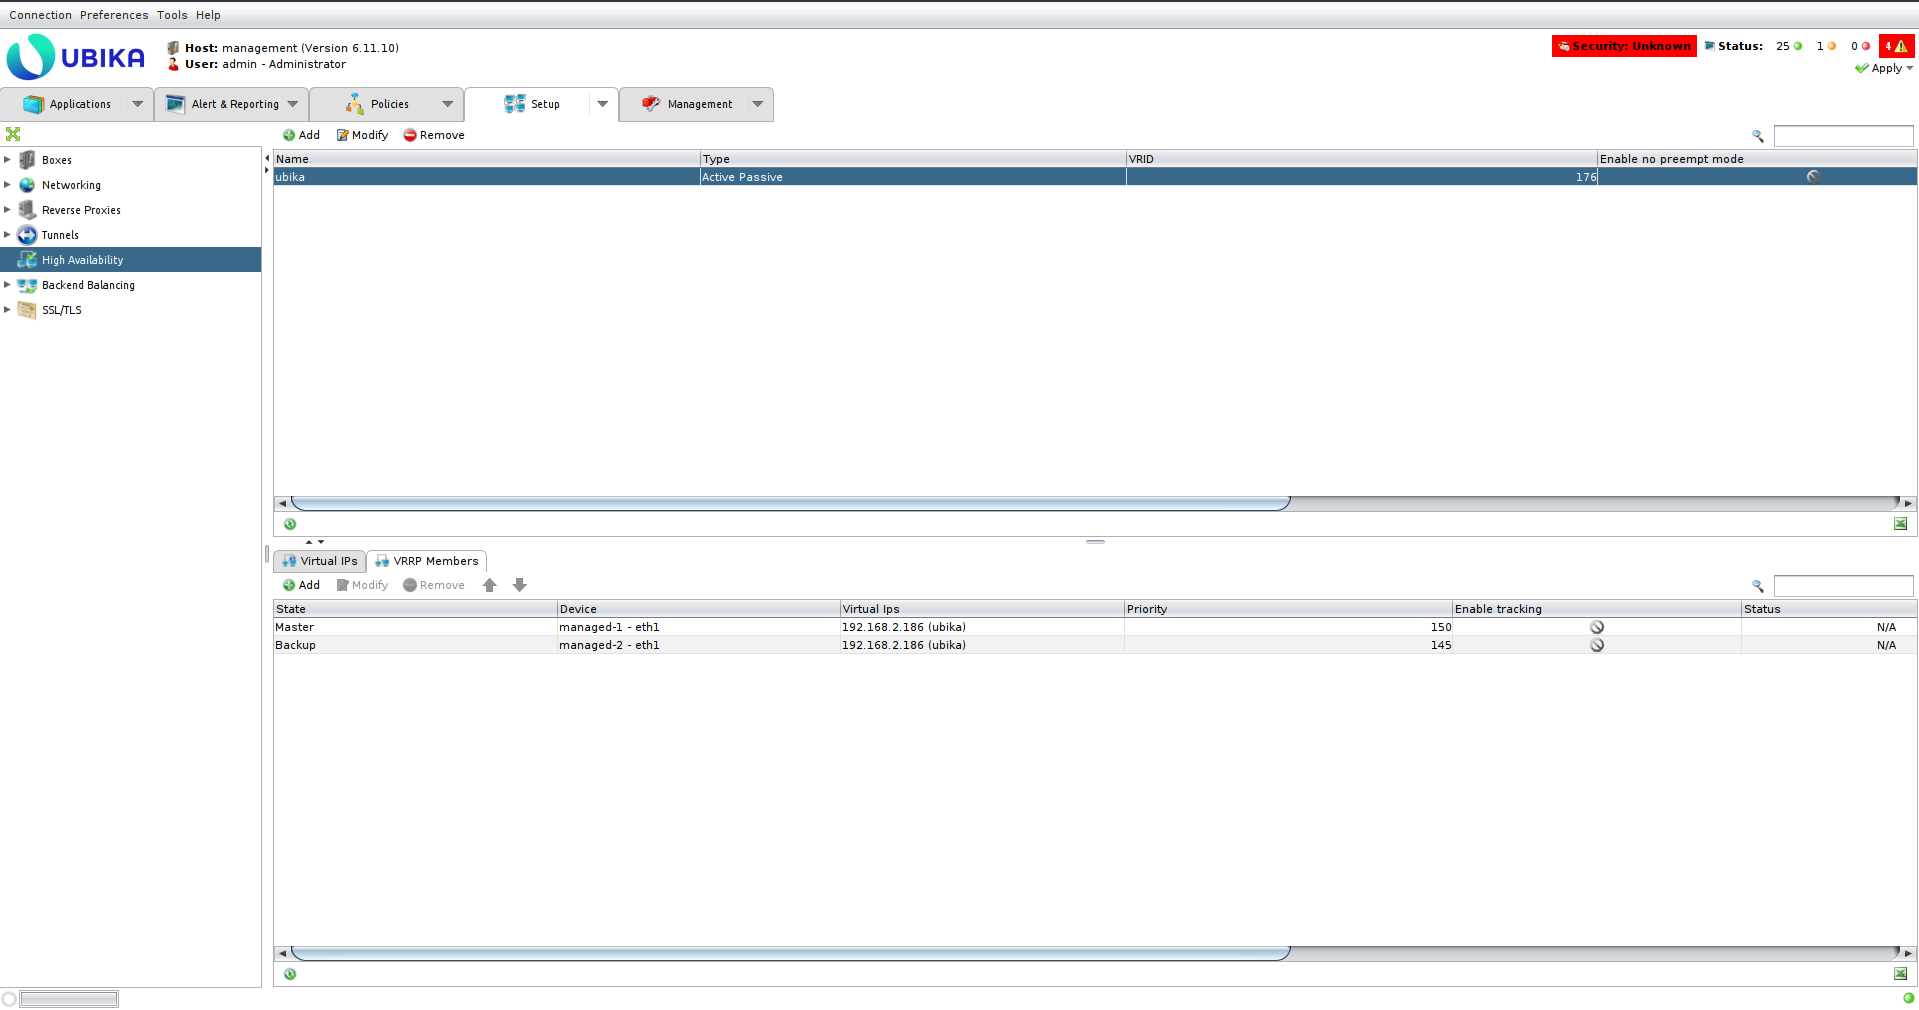 Connection Preferences Tools Help
UBIKA
Host: management (Version 6.11.10)
User: admin - Administrator
Security: Unknown Status: 25 1 0 4
Apply
Applications Alert & Reporting Policies Setup Management
Add Modify Remove
Boxes
Networking
Reverse Proxies
Tunnels
High Availability
Backend Balancing
SSL/TLS
Name Type VRID Enable no preempt mode
ubika Active Passive 176
Virtual IPs VRRP Members
Add Modify Remove
State Device Virtual Ips Priority Enable tracking Status
Master managed-1 - eth1 192.168.2.186 (ubika) 150 N/A
Backup managed-2 - eth1 192.168.2.186 (ubika) 145 N/A